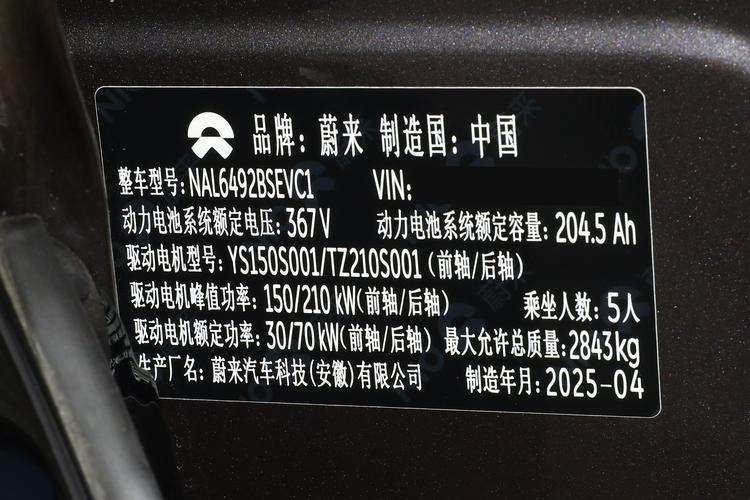 品牌：蔚来 制造国：中国
整车型号：NAL6492BSEVC1 VIN：
动力电池系统额定电压：367V 动力电池系统额定容量：204.5 Ah
驱动电机型号：YS150S001/TZ210S001（前轴/后轴）
驱动电机峰值功率：150/210 kW(前轴/后轴) 乘坐人数：5人
驱动电机额定功率：30/70 kW(前轴/后轴) 最大允许总质量：2843kg
生产厂名：蔚来汽车科技(安徽)有限公司 制造年月：2025-04